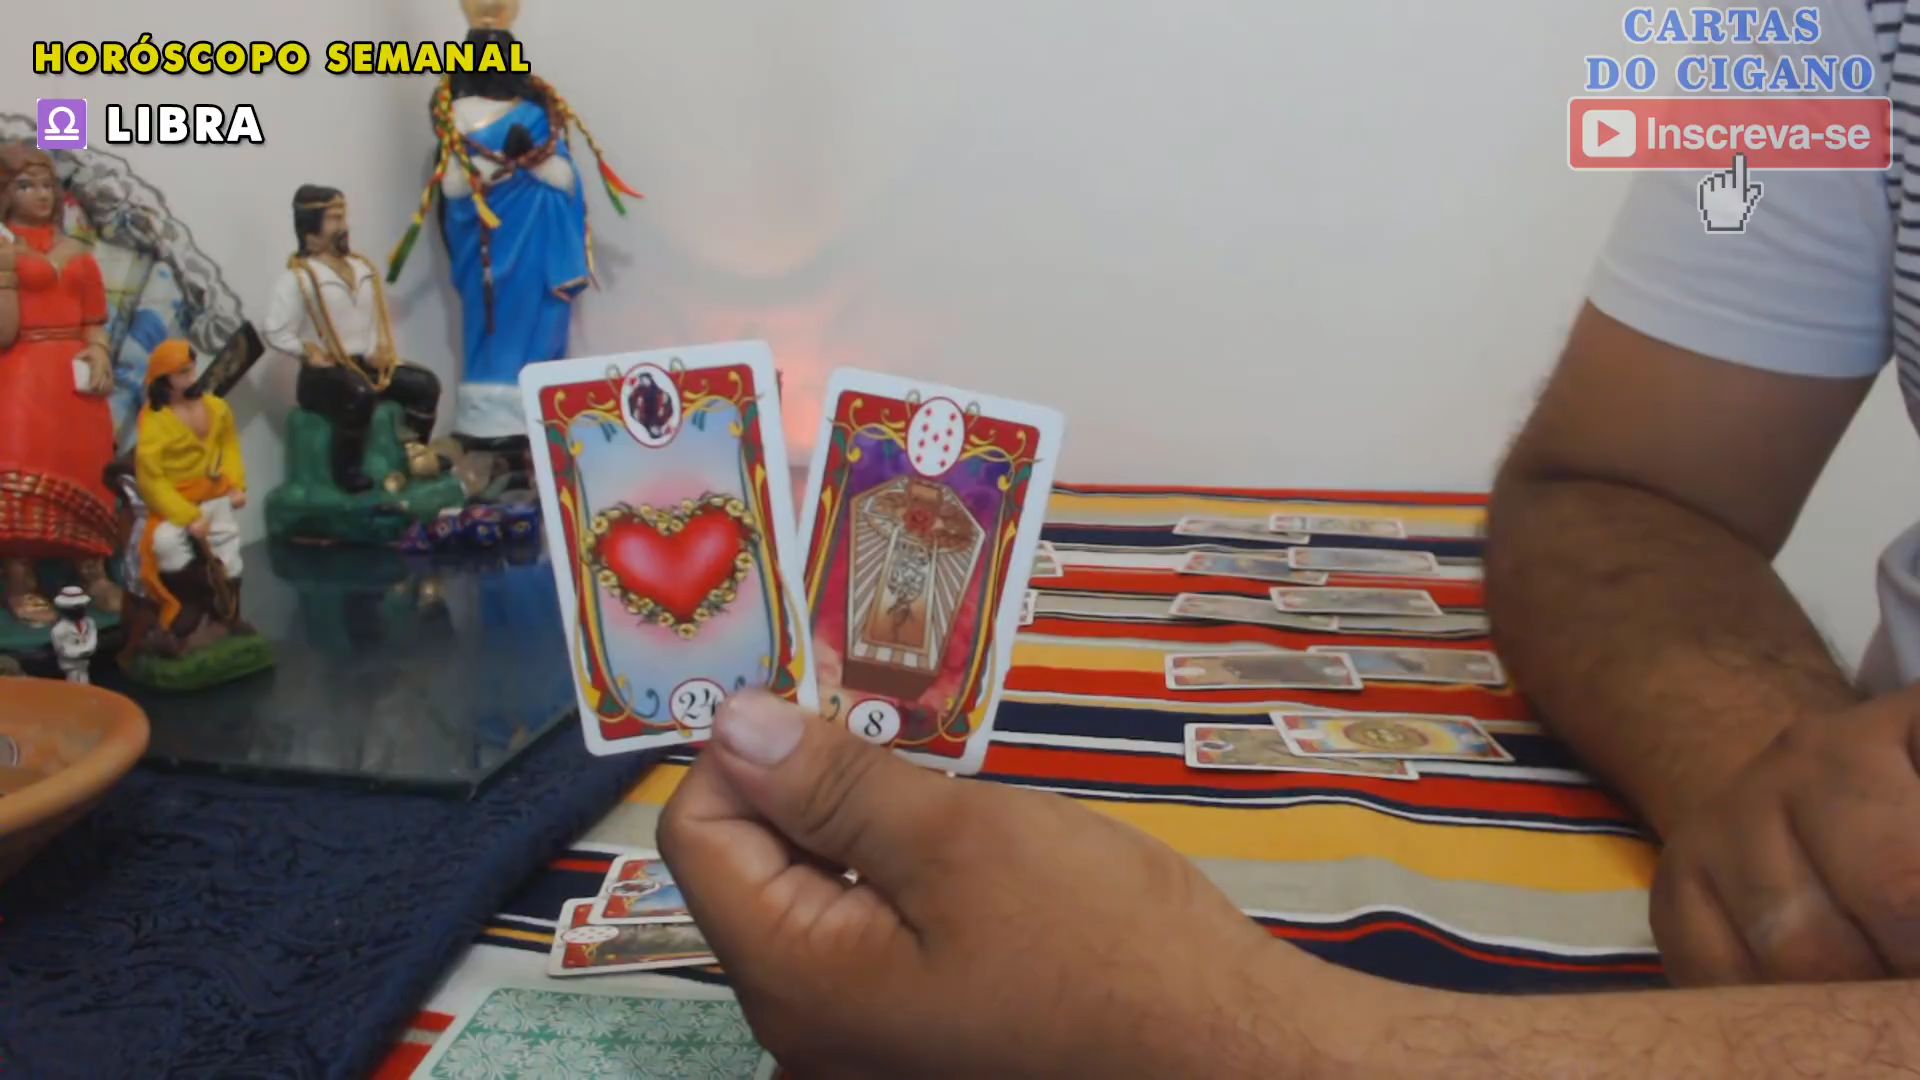 HORÓSCOPO SEMANAL
♎ LIBRA
CARTAS
DO CIGANO
Inscreva-se
24
8